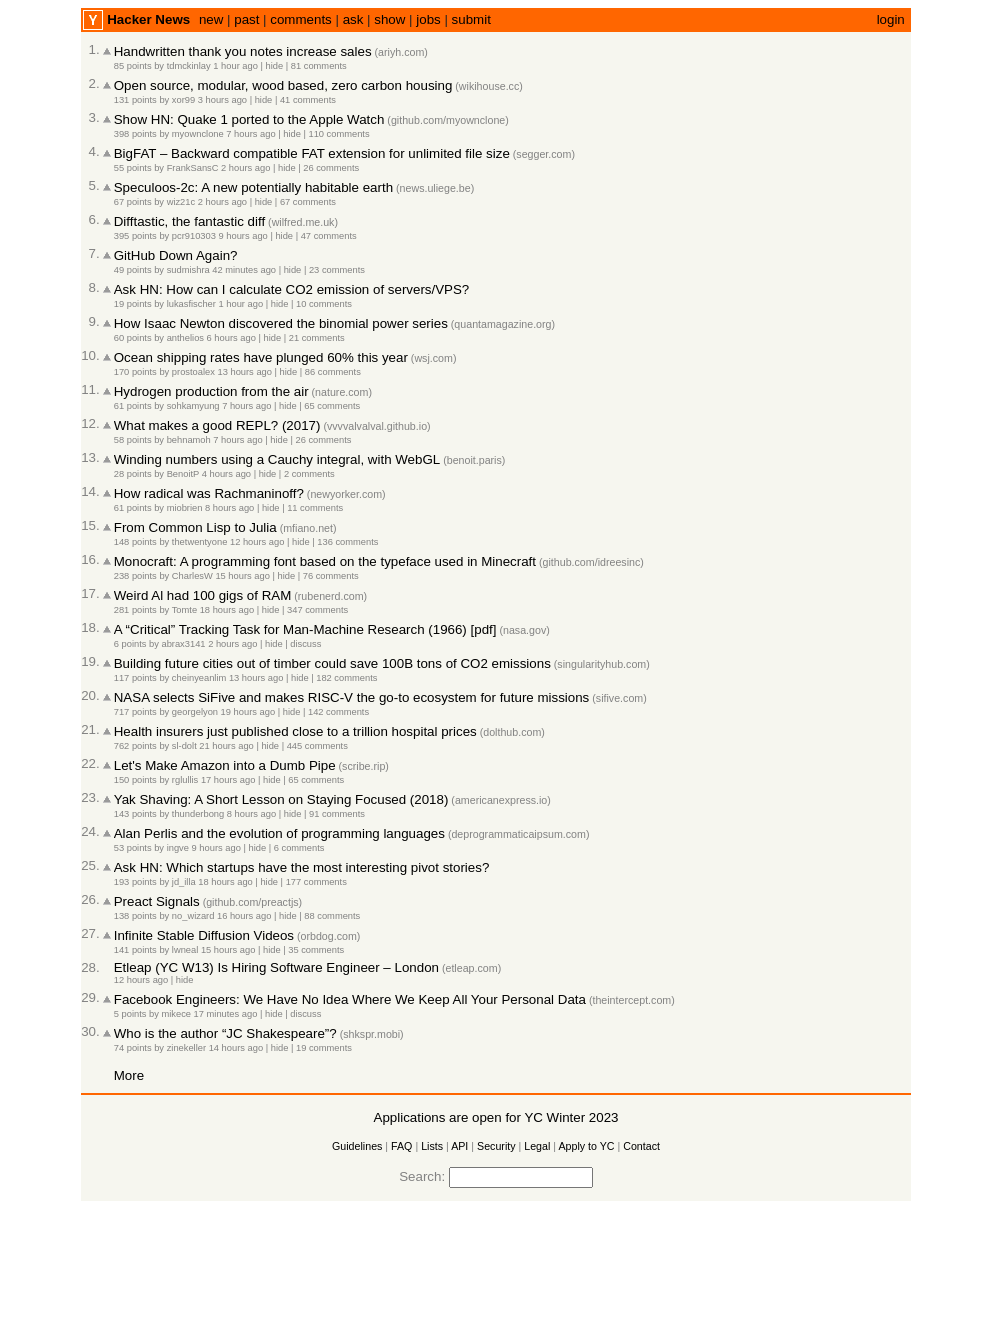 Y Hacker News new | past | comments | ask | show | jobs | submit login
1. Handwritten thank you notes increase sales (ariyh.com)
85 points by tdmckinlay 1 hour ago | hide | 81 comments
2. Open source, modular, wood based, zero carbon housing (wikihouse.cc)
131 points by xor99 3 hours ago | hide | 41 comments
3. Show HN: Quake 1 ported to the Apple Watch (github.com/myownclone)
398 points by myownclone 7 hours ago | hide | 110 comments
4. BigFAT – Backward compatible FAT extension for unlimited file size (segger.com)
55 points by FrankSansC 2 hours ago | hide | 26 comments
5. Speculoos-2c: A new potentially habitable earth (news.uliege.be)
67 points by wiz21c 2 hours ago | hide | 67 comments
6. Difftastic, the fantastic diff (wilfred.me.uk)
395 points by pcr910303 9 hours ago | hide | 47 comments
7. GitHub Down Again?
49 points by sudmishra 42 minutes ago | hide | 23 comments
8. Ask HN: How can I calculate CO2 emission of servers/VPS?
19 points by lukasfischer 1 hour ago | hide | 10 comments
9. How Isaac Newton discovered the binomial power series (quantamagazine.org)
60 points by anthelios 6 hours ago | hide | 21 comments
10. Ocean shipping rates have plunged 60% this year (wsj.com)
170 points by prostoalex 13 hours ago | hide | 86 comments
11. Hydrogen production from the air (nature.com)
61 points by sohkamyung 7 hours ago | hide | 65 comments
12. What makes a good REPL? (2017) (vvvvalvalval.github.io)
58 points by behnamoh 7 hours ago | hide | 26 comments
13. Winding numbers using a Cauchy integral, with WebGL (benoit.paris)
28 points by BenoitP 4 hours ago | hide | 2 comments
14. How radical was Rachmaninoff? (newyorker.com)
61 points by miobrien 8 hours ago | hide | 11 comments
15. From Common Lisp to Julia (mfiano.net)
148 points by thetwentyone 12 hours ago | hide | 136 comments
16. Monocraft: A programming font based on the typeface used in Minecraft (github.com/idreesinc)
238 points by CharlesW 15 hours ago | hide | 76 comments
17. Weird Al had 100 gigs of RAM (rubenerd.com)
281 points by Tomte 18 hours ago | hide | 347 comments
18. A “Critical” Tracking Task for Man-Machine Research (1966) [pdf] (nasa.gov)
6 points by abrax3141 2 hours ago | hide | discuss
19. Building future cities out of timber could save 100B tons of CO2 emissions (singularityhub.com)
117 points by cheinyeanlim 13 hours ago | hide | 182 comments
20. NASA selects SiFive and makes RISC-V the go-to ecosystem for future missions (sifive.com)
717 points by georgelyon 19 hours ago | hide | 142 comments
21. Health insurers just published close to a trillion hospital prices (dolthub.com)
762 points by sl-dolt 21 hours ago | hide | 445 comments
22. Let's Make Amazon into a Dumb Pipe (scribe.rip)
150 points by rglullis 17 hours ago | hide | 65 comments
23. Yak Shaving: A Short Lesson on Staying Focused (2018) (americanexpress.io)
143 points by thunderbong 8 hours ago | hide | 91 comments
24. Alan Perlis and the evolution of programming languages (deprogrammaticaipsum.com)
53 points by ingve 9 hours ago | hide | 6 comments
25. Ask HN: Which startups have the most interesting pivot stories?
193 points by jd_illa 18 hours ago | hide | 177 comments
26. Preact Signals (github.com/preactjs)
138 points by no_wizard 16 hours ago | hide | 88 comments
27. Infinite Stable Diffusion Videos (orbdog.com)
141 points by lwneal 15 hours ago | hide | 35 comments
28. Etleap (YC W13) Is Hiring Software Engineer – London (etleap.com)
12 hours ago | hide
29. Facebook Engineers: We Have No Idea Where We Keep All Your Personal Data (theintercept.com)
5 points by mikece 17 minutes ago | hide | discuss
30. Who is the author “JC Shakespeare”? (shkspr.mobi)
74 points by zinekeller 14 hours ago | hide | 19 comments
More
Applications are open for YC Winter 2023
Guidelines | FAQ | Lists | API | Security | Legal | Apply to YC | Contact
Search: